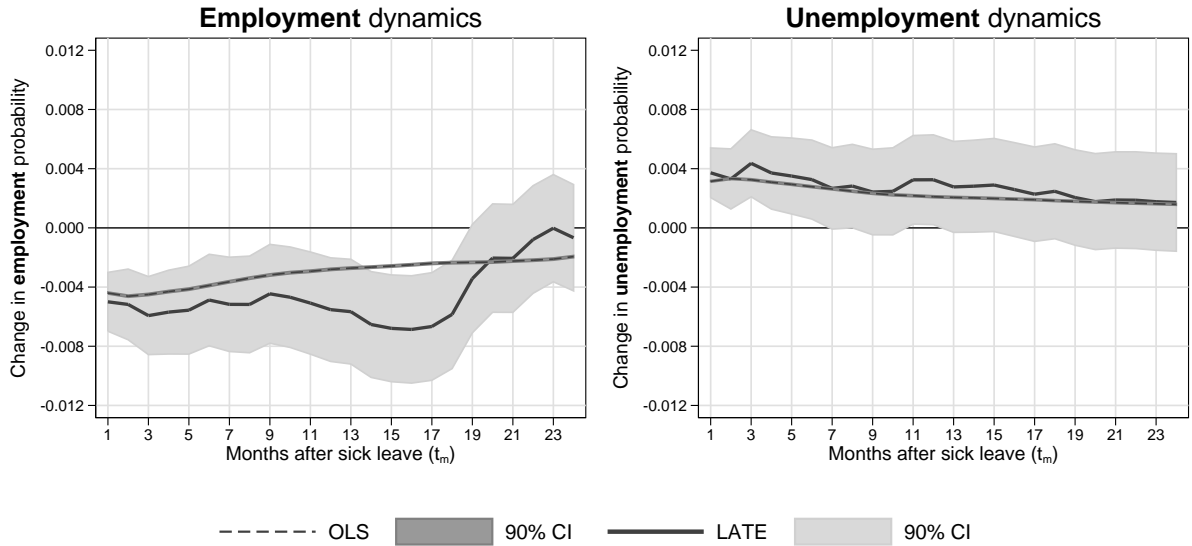 Employment dynamics
Change in employment probability
0.012
0.008
0.004
0.000
-0.004
-0.008
-0.012
1 3 5 7 9 11 13 15 17 19 21 23
Months after sick leave (tm)
Unemployment dynamics
Change in unemployment probability
0.012
0.008
0.004
0.000
-0.004
-0.008
-0.012
1 3 5 7 9 11 13 15 17 19 21 23
Months after sick leave (tm)
OLS 90% CI LATE 90% CI